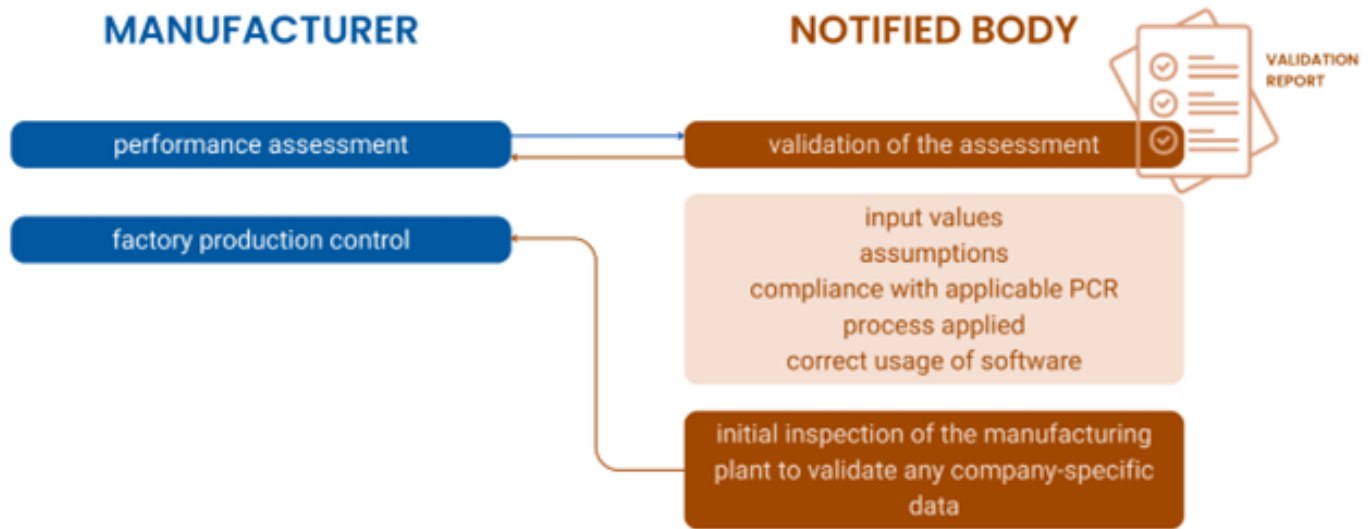 MANUFACTURER
NOTIFIED BODY
VALIDATION
REPORT
performance assessment
validation of the assessment
factory production control
input values
assumptions
compliance with applicable PCR
process applied
correct usage of software
initial inspection of the manufacturing
plant to validate any company-specific
data